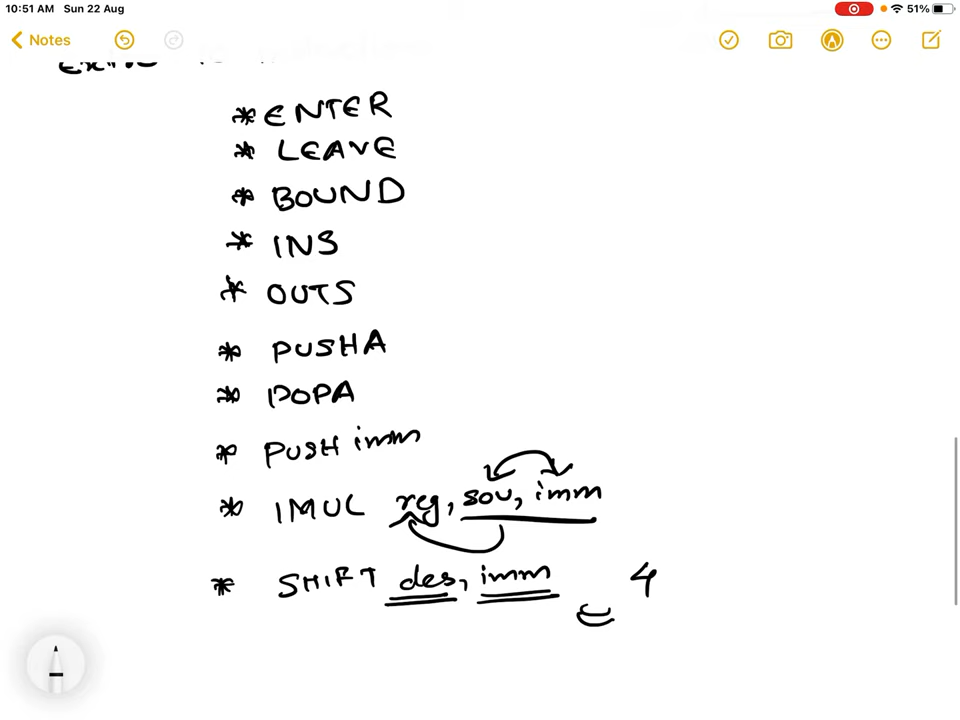 10:51 AM Sun 22 Aug 51%
Notes
* ENTER
* LEAVE
* BOUND
* INS
* OUTS
* PUSHA
* POPA
* PUSH imm
* IMUL reg, sou, imm
* SHIFT des, imm 4